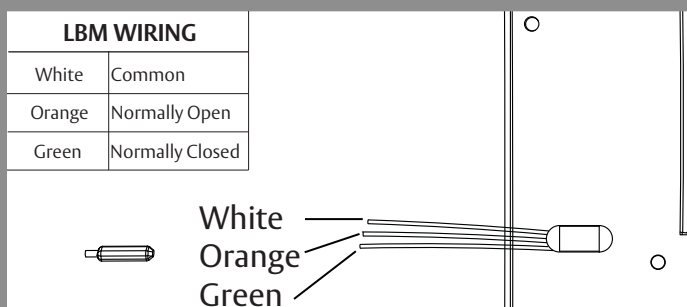 LBM WIRING
White Common
Orange Normally Open
Green Normally Closed
White
Orange
Green